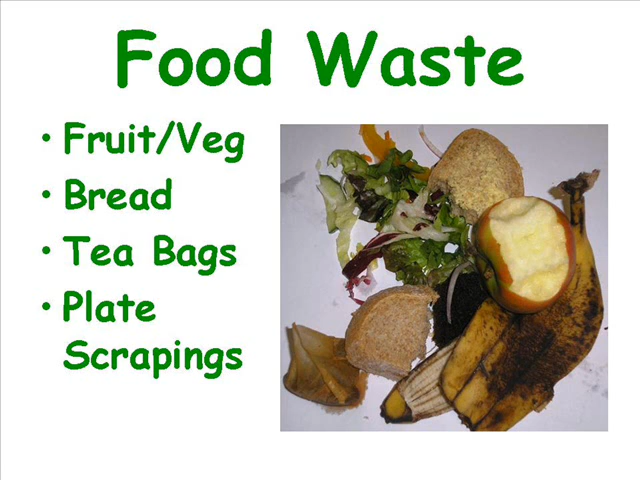 Food Waste
• Fruit/Veg
• Bread
• Tea Bags
• Plate
Scrapings